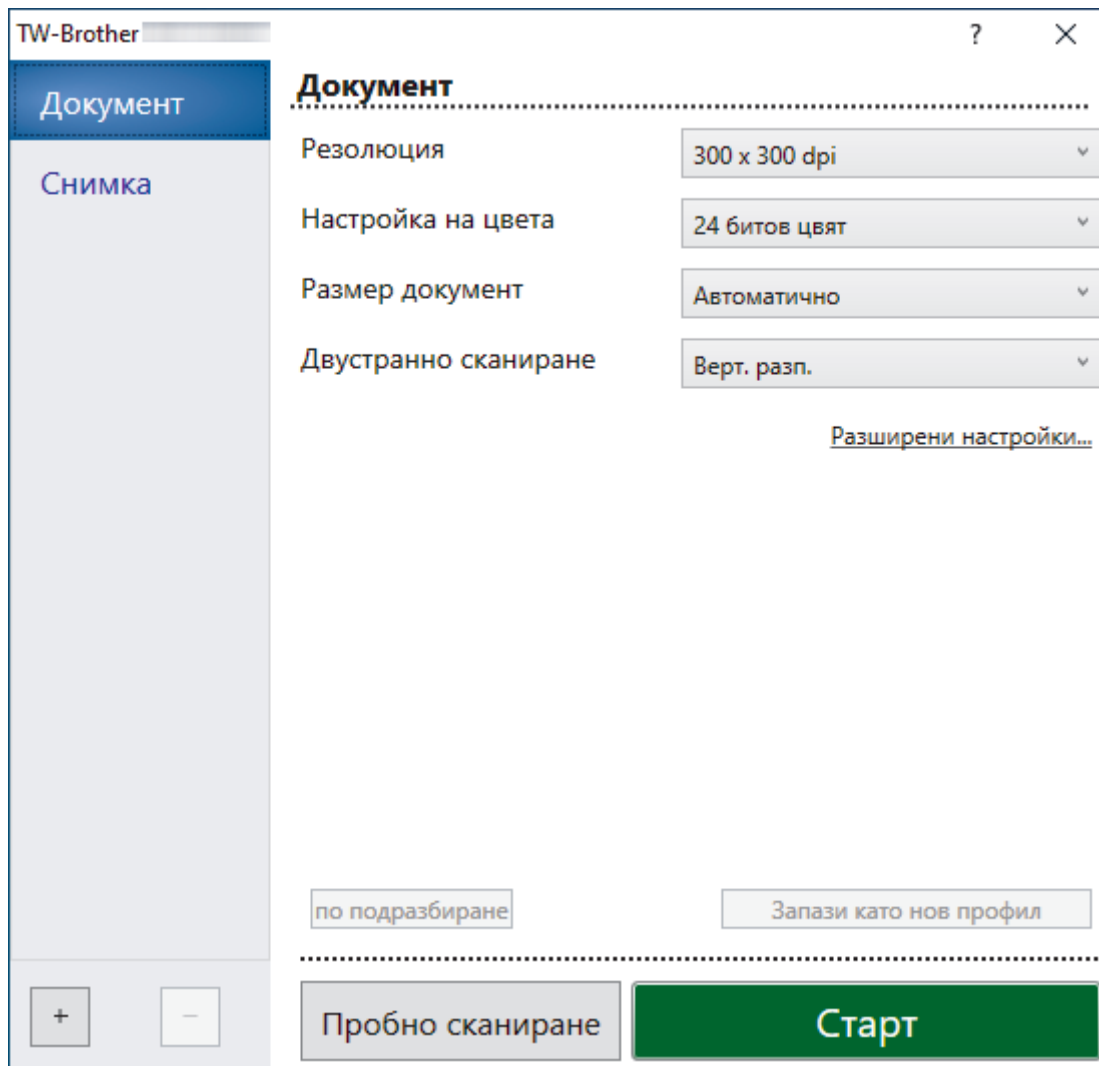 TW-Brother
?
Документ
Снимка
Документ
Резолюция
300 x 300 dpi
Настройка на цвета
24 битов цвят
Размер документ
Автоматично
Двустранно сканиране
Верт. разп.
Разширени настройки...
по подразбиране
Запази като нов профил
+
−
Пробно сканиране
Старт